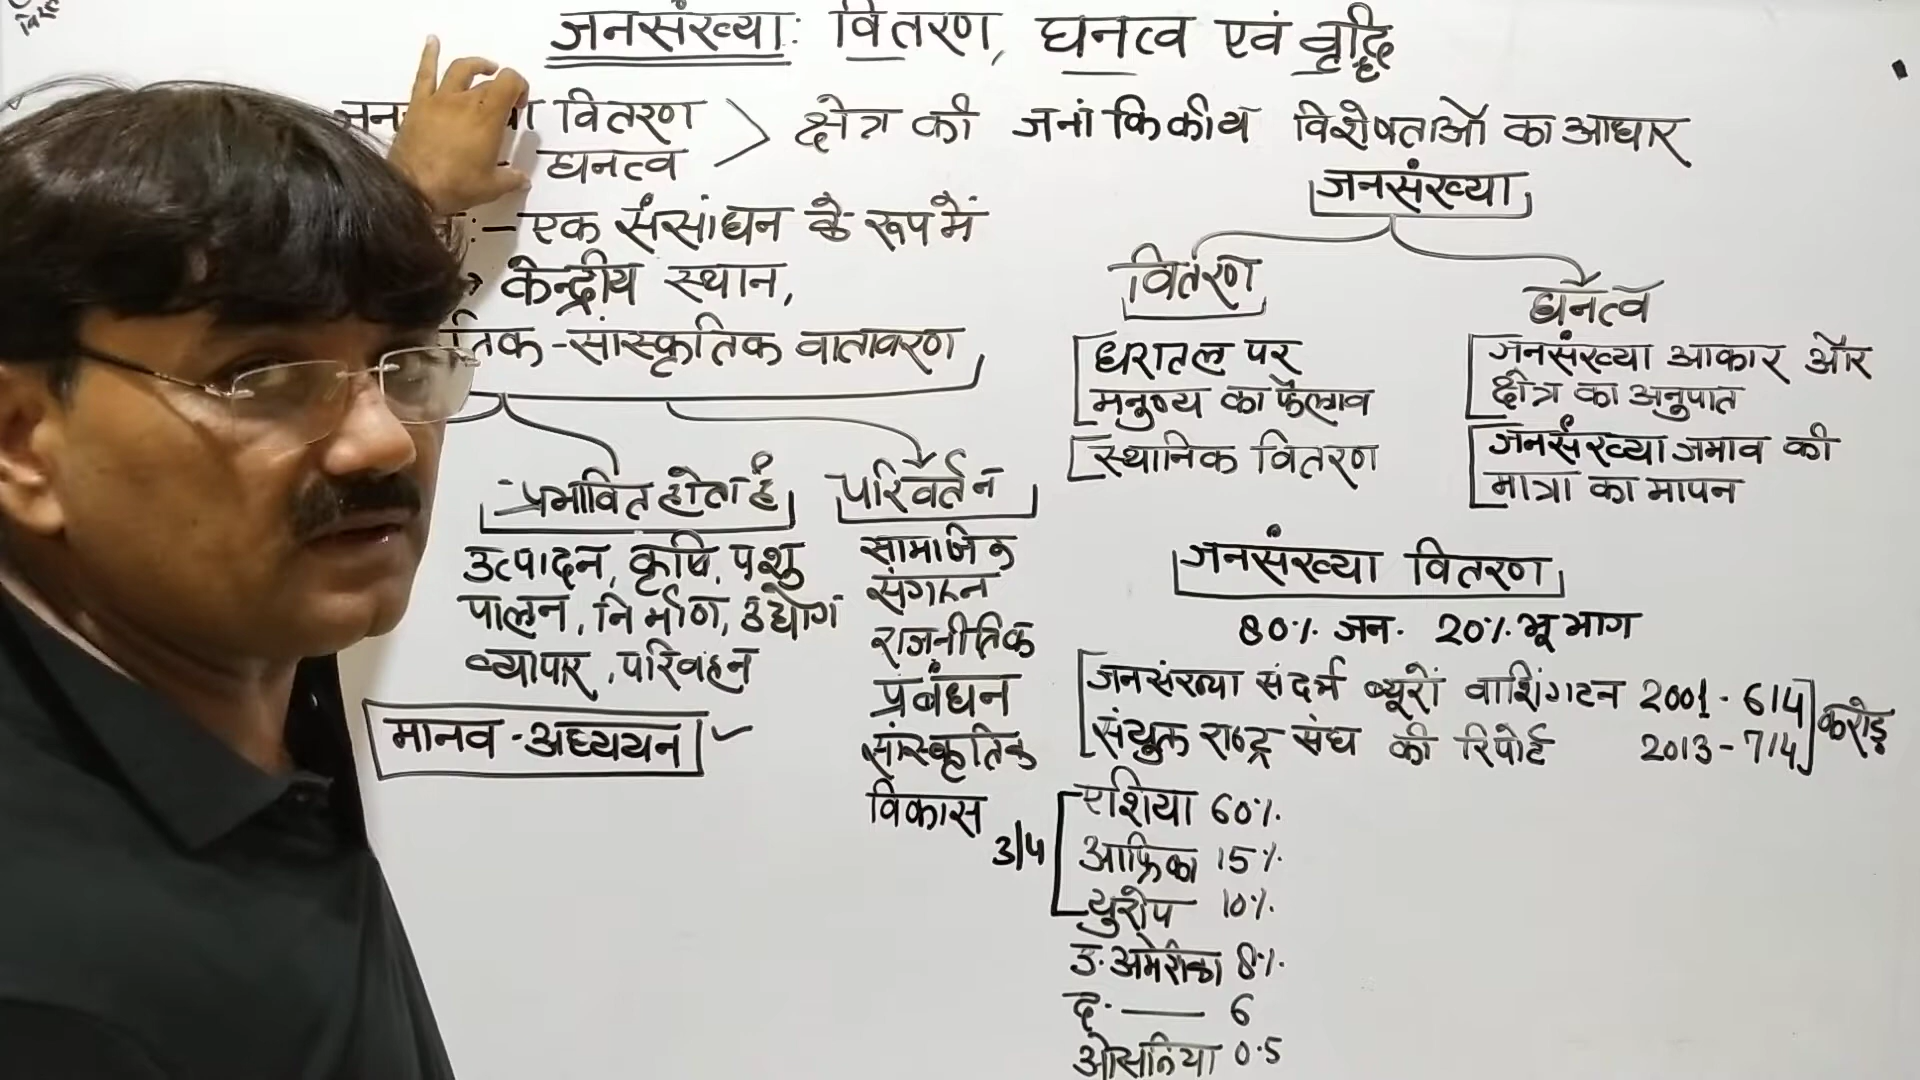 जनसंख्या: वितरण, घनत्व एवं वृद्धि
वितरण
घनत्व
क्षेत्र की जनांकिकीय विशेषताओं का आधार
:- एक संसांधन के रूप में
→ केन्द्रीय स्थान,
तिक-सांस्कृतिक वातावरण
प्रभावित होता है
उत्पादन, कृषि, पशु
पालन, निर्माण, उद्योग
व्यापर, परिवहन
मानव-अध्ययन
परिवर्तन
सामाजिक
संगठन
राजनीतिक
प्रबंधन
सांस्कृतिक
विकास
जनसंख्या
वितरण
धरातल पर
मनुष्य का फैलाव
स्थानिक वितरण
घनत्व
जनसंख्या आकार और
क्षेत्र का अनुपात
जनसंख्या जमाव की
मात्रा का मापन
जनसंख्या वितरण
80% जन. 20% भू भाग
जनसंख्या संदर्भ ब्यूरों वाशिंगटन 2001-614
संयुक्त राष्ट्र संघ की रिपोर्ट 2013-714
करोड़
3/4
एशिया 60%
आफ्रिका 15%
युरोप 10%
उ. अमेरीका 8%
द. —— 6
ओसनिया 0.5